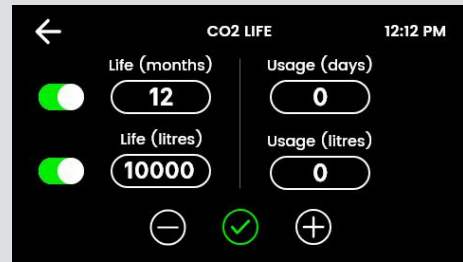 CO2 LIFE 12:12 PM
Life (months) Usage (days)
12 0
Life (litres) Usage (litres)
10000 0